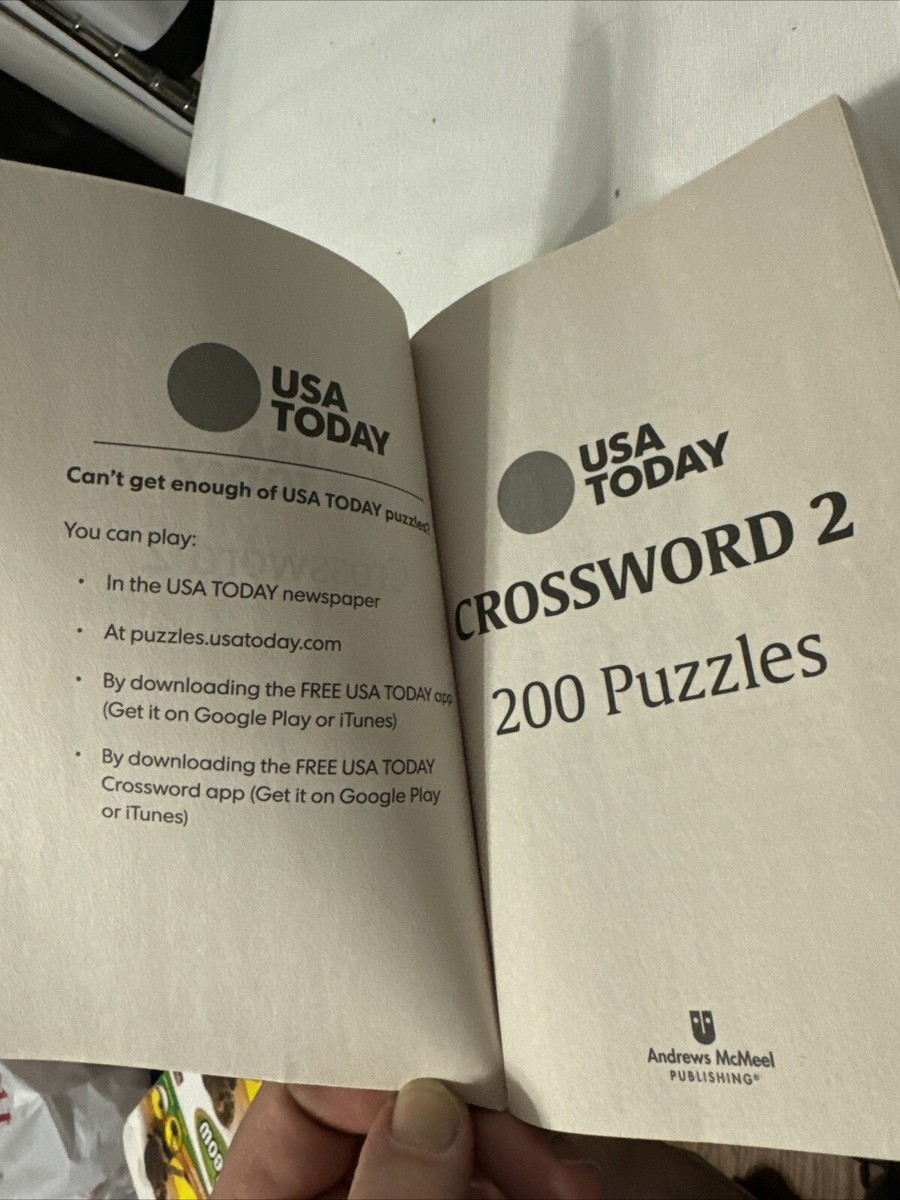 USA
TODAY
Can't get enough of USA TODAY puzzles?
You can play:
• In the USA TODAY newspaper
• At puzzles.usatoday.com
• By downloading the FREE USA TODAY app
(Get it on Google Play or iTunes)
• By downloading the FREE USA TODAY
Crossword app (Get it on Google Play
or iTunes)
USA
TODAY
CROSSWORD 2
200 Puzzles
Andrews McMeel
PUBLISHING®